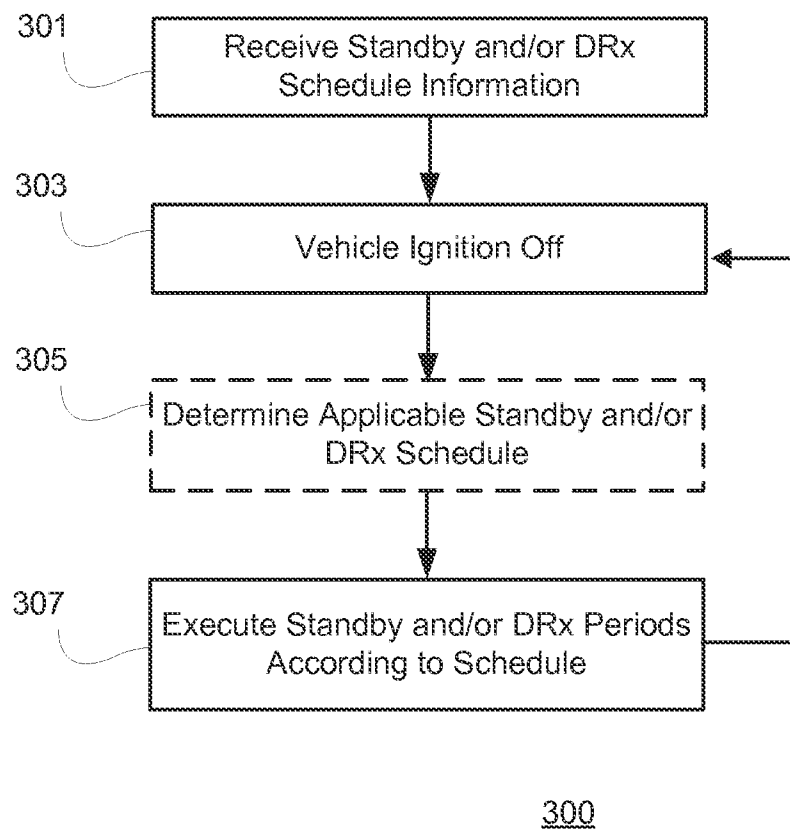 301
Receive Standby and/or DRx
Schedule Information
303
Vehicle Ignition Off
305
Determine Applicable Standby and/or
DRx Schedule
307
Execute Standby and/or DRx Periods
According to Schedule
300